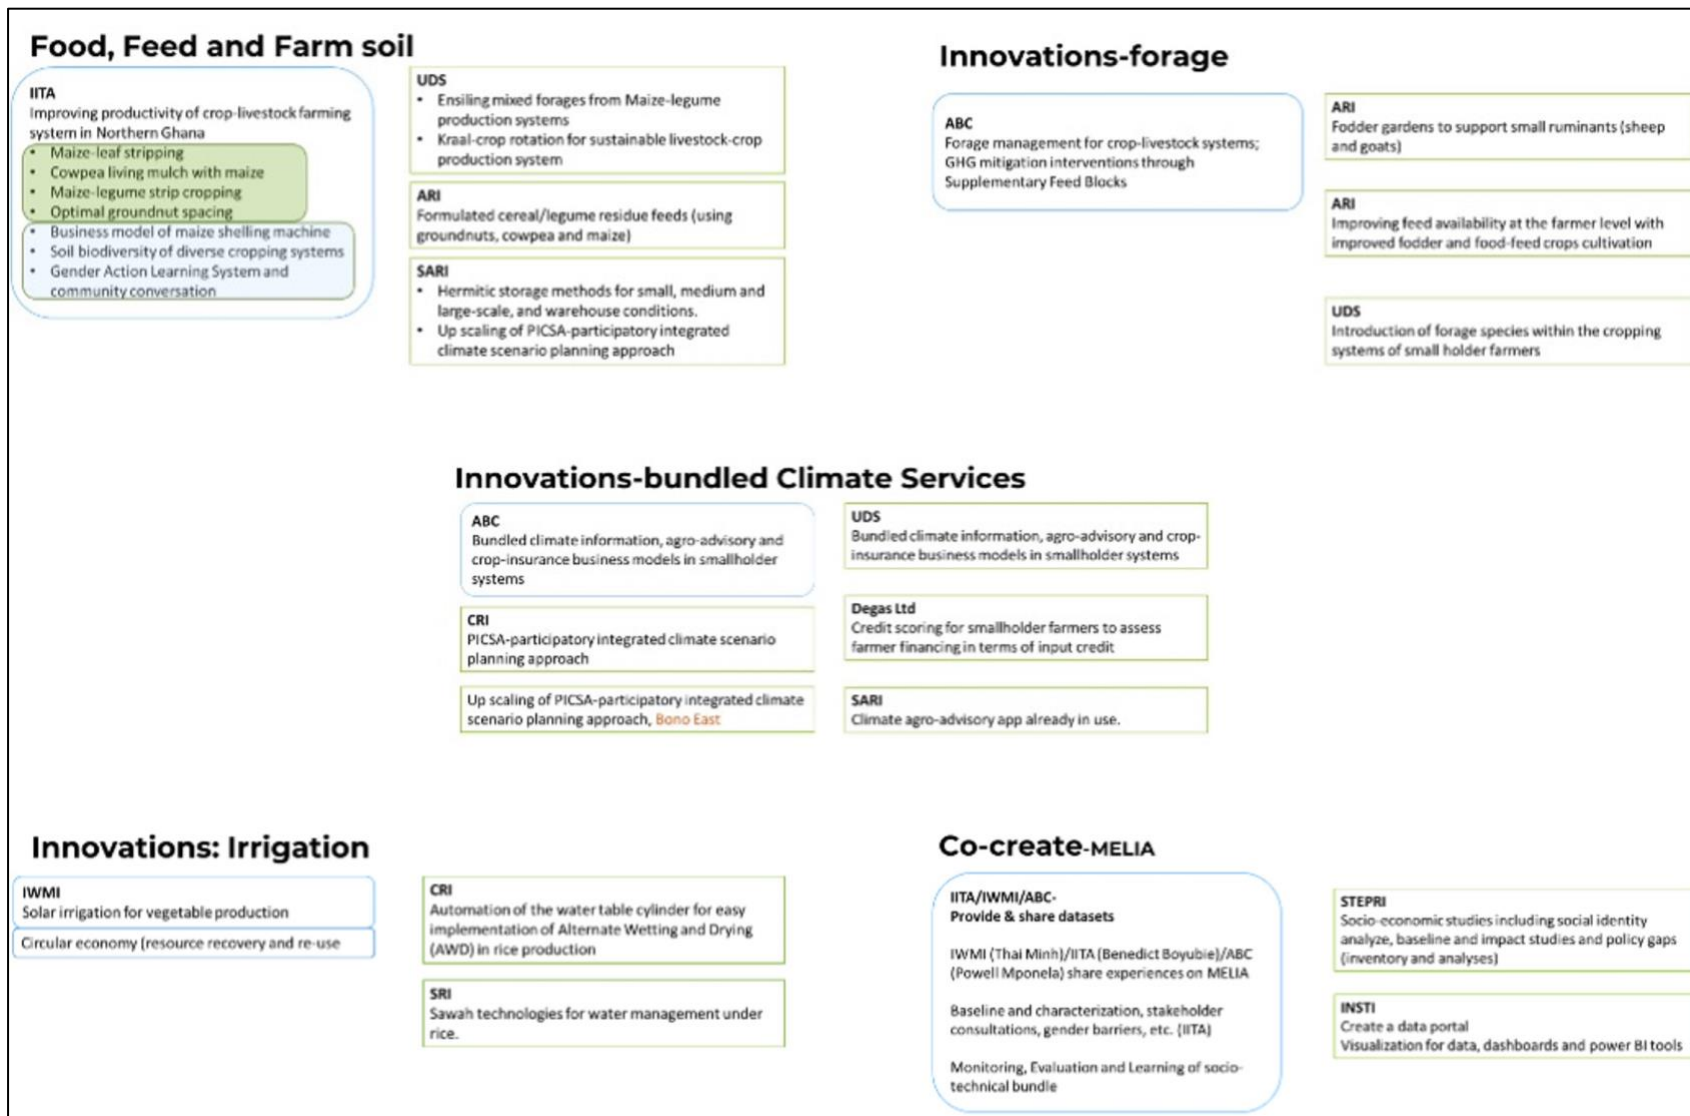 Food, Feed and Farm soil
IITA
Improving productivity of crop-livestock farming
system in Northern Ghana
• Maize-leaf stripping
• Cowpea living mulch with maize
• Maize-legume strip cropping
• Optimal groundnut spacing
• Business model of maize shelling machine
• Soil biodiversity of diverse cropping systems
• Gender Action Learning System and
community conversation
UDS
• Ensiling mixed forages from Maize-legume
production systems
• Kraal-crop rotation for sustainable livestock-crop
production system
ARI
Formulated cereal/legume residue feeds (using
groundnuts, cowpea and maize)
SARI
• Hermitic storage methods for small, medium and
large-scale, and warehouse conditions.
• Up scaling of PICSA-participatory integrated
climate scenario planning approach
Innovations-forage
ABC
Forage management for crop-livestock systems;
GHG mitigation interventions through
Supplementary Feed Blocks
ARI
Fodder gardens to support small ruminants (sheep
and goats)
ARI
Improving feed availability at the farmer level with
improved fodder and food-feed crops cultivation
UDS
Introduction of forage species within the cropping
systems of small holder farmers
Innovations-bundled Climate Services
ABC
Bundled climate information, agro-advisory and
crop-insurance business models in smallholder
systems
CRI
PICSA-participatory integrated climate scenario
planning approach
Up scaling of PICSA-participatory integrated climate
scenario planning approach, Bono East
UDS
Bundled climate information, agro-advisory and crop-
insurance business models in smallholder systems
Degas Ltd
Credit scoring for smallholder farmers to assess
farmer financing in terms of input credit
SARI
Climate agro-advisory app already in use.
Innovations: Irrigation
IWMI
Solar irrigation for vegetable production
Circular economy (resource recovery and re-use
CRI
Automation of the water table cylinder for easy
implementation of Alternate Wetting and Drying
(AWD) in rice production
SRI
Sawah technologies for water management under
rice.
Co-create-MELIA
IITA/IWMI/ABC-
Provide & share datasets
IWMI (Thai Minh)/IITA (Benedict Boyubie)/ABC
(Powell Mponela) share experiences on MELIA
Baseline and characterization, stakeholder
consultations, gender barriers, etc. (IITA)
Monitoring, Evaluation and Learning of socio-
technical bundle
STEPRI
Socio-economic studies including social identity
analyze, baseline and impact studies and policy gaps
(inventory and analyses)
INSTI
Create a data portal
Visualization for data, dashboards and power BI tools